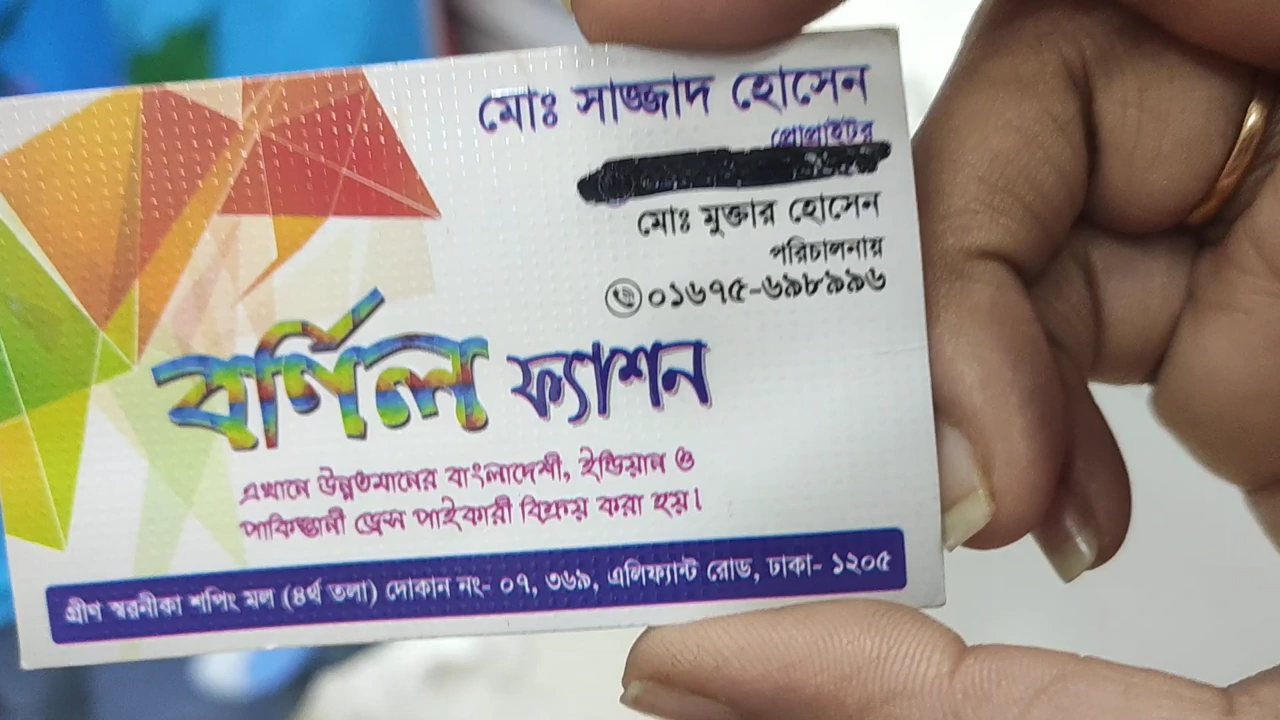 মোঃ সাজ্জাদ হোসেন
প্রোপ্রাইটর
মোঃ মুক্তার হোসেন
পরিচালনায়
০১৬৭৫-৬৯৮৯৯৬
বর্ণিল ফ্যাশন
এখানে উন্নতমানের বাংলাদেশী, ইন্ডিয়ান ও
পাকিস্তানী ড্রেস পাইকারী বিক্রয় করা হয়।
গ্রীণ স্বরনীকা শপিং মল (৪র্থ তলা) দোকান নং- ০৭, ৩৬৯, এলিফ্যান্ট রোড, ঢাকা- ১২০৫